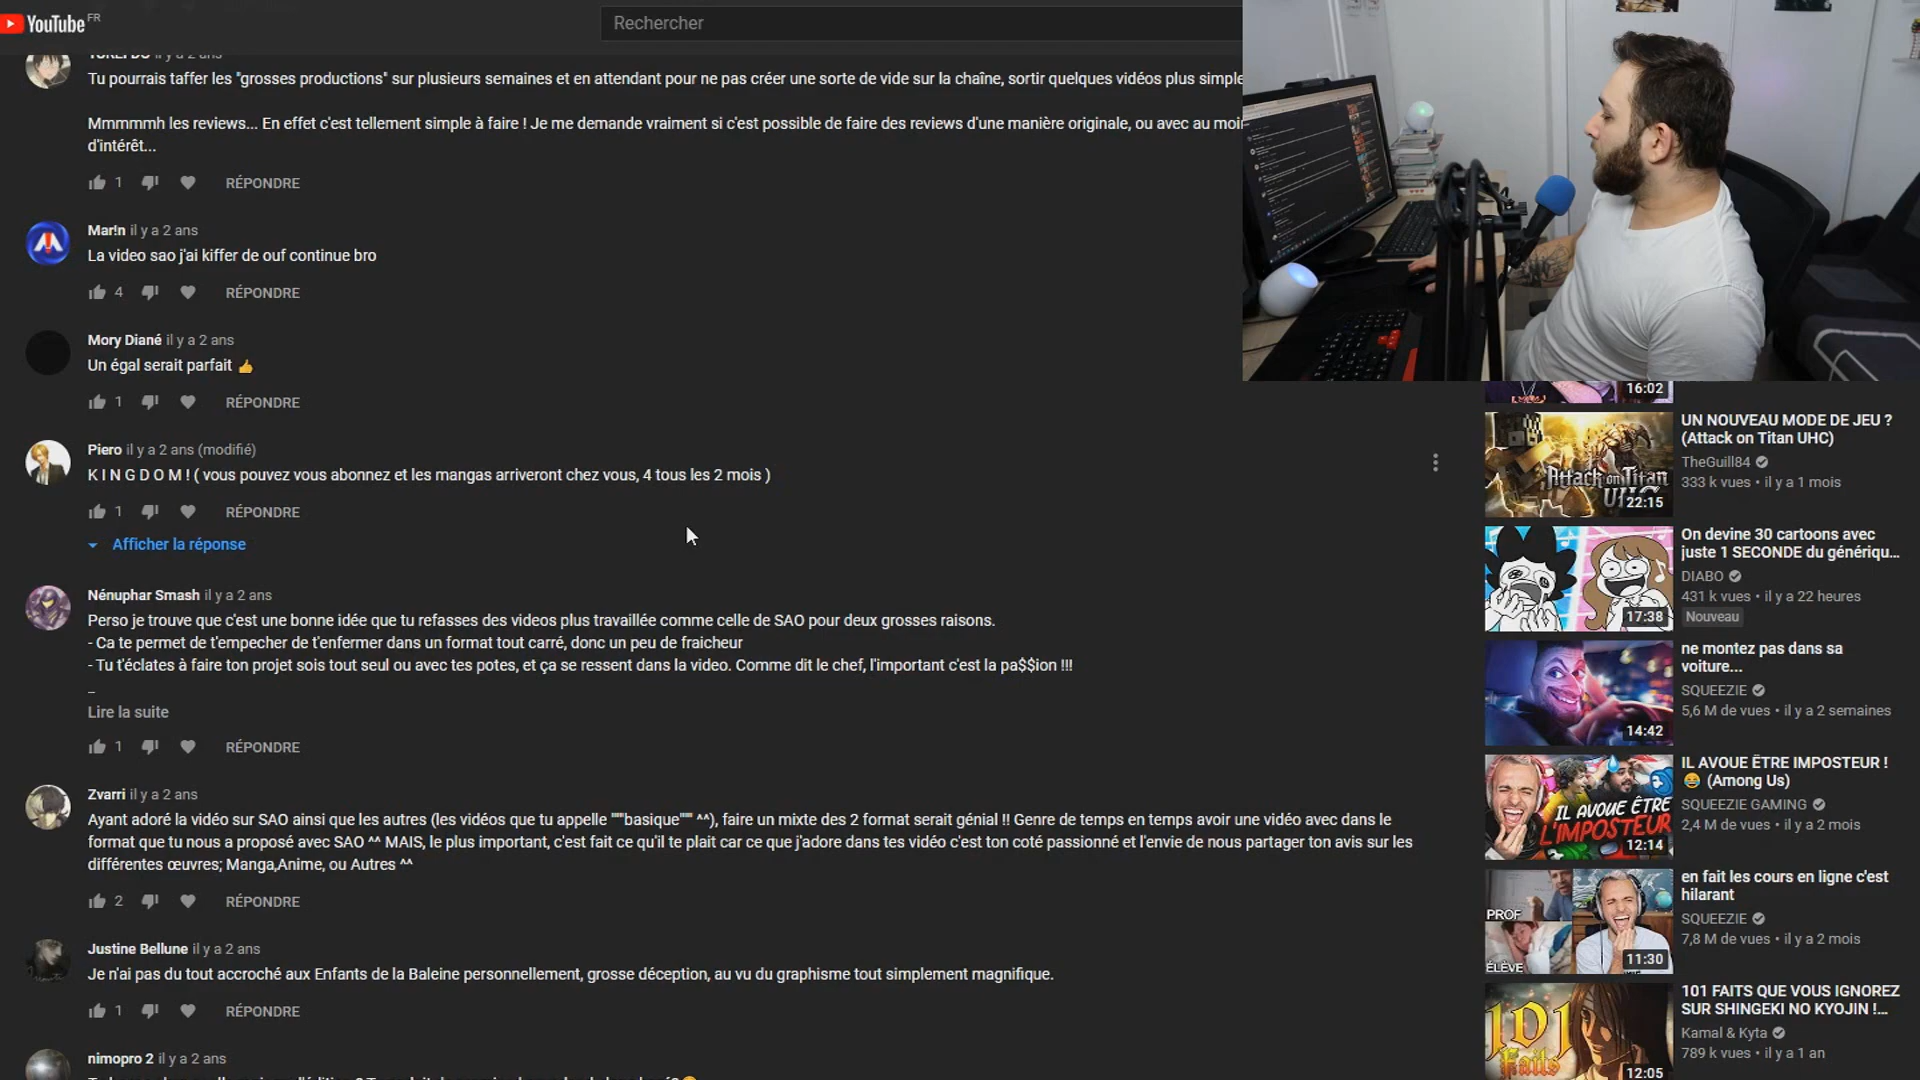 YouTube FR
Rechercher
il y a 2 ans
Tu pourrais taffer les "grosses productions" sur plusieurs semaines et en attendant pour ne pas créer une sorte de vide sur la chaîne, sortir quelques vidéos plus simple
Mmmmmh les reviews... En effet c'est tellement simple à faire ! Je me demande vraiment si c'est possible de faire des reviews d'une manière originale, ou avec au moi
d'intérêt...
1 RÉPONDRE
Mar!n il y a 2 ans
La video sao j'ai kiffer de ouf continue bro
4 RÉPONDRE
Mory Diané il y a 2 ans
Un égal serait parfait 👍
1 RÉPONDRE
Piero il y a 2 ans (modifié)
K I N G D O M ! ( vous pouvez vous abonnez et les mangas arriveront chez vous, 4 tous les 2 mois )
1 RÉPONDRE
Afficher la réponse
Nénuphar Smash il y a 2 ans
Perso je trouve que c'est une bonne idée que tu refasses des videos plus travaillée comme celle de SAO pour deux grosses raisons.
- Ca te permet de t'empecher de t'enfermer dans un format tout carré, donc un peu de fraicheur
- Tu t'éclates à faire ton projet sois tout seul ou avec tes potes, et ça se ressent dans la video. Comme dit le chef, l'important c'est la pa$$ion !!!
_
Lire la suite
1 RÉPONDRE
Zvarri il y a 2 ans
Ayant adoré la vidéo sur SAO ainsi que les autres (les vidéos que tu appelle """basique""" ^^), faire un mixte des 2 format serait génial !! Genre de temps en temps avoir une vidéo avec dans le
format que tu nous a proposé avec SAO ^^ MAIS, le plus important, c'est fait ce qu'il te plait car ce que j'adore dans tes vidéo c'est ton coté passionné et l'envie de nous partager ton avis sur les
différentes œuvres; Manga,Anime, ou Autres ^^
2 RÉPONDRE
Justine Bellune il y a 2 ans
Je n'ai pas du tout accroché aux Enfants de la Baleine personnellement, grosse déception, au vu du graphisme tout simplement magnifique.
1 RÉPONDRE
nimopro 2 il y a 2 ans
16:02
Attack on Titan
UHC
22:15
UN NOUVEAU MODE DE JEU ?
(Attack on Titan UHC)
TheGuill84
333 k vues • il y a 1 mois
17:38
On devine 30 cartoons avec
juste 1 SECONDE du génériqu...
DIABO
431 k vues • il y a 22 heures
Nouveau
14:42
ne montez pas dans sa
voiture...
SQUEEZIE
5,6 M de vues • il y a 2 semaines
IL AVOUE ÊTRE
L'IMPOSTEUR
12:14
IL AVOUE ÊTRE IMPOSTEUR !
😂 (Among Us)
SQUEEZIE GAMING
2,4 M de vues • il y a 2 mois
PROF
ÉLÈVE
11:30
en fait les cours en ligne c'est
hilarant
SQUEEZIE
7,8 M de vues • il y a 2 mois
101
Faits
12:05
101 FAITS QUE VOUS IGNOREZ
SUR SHINGEKI NO KYOJIN !...
Kamal & Kyta
789 k vues • il y a 1 an